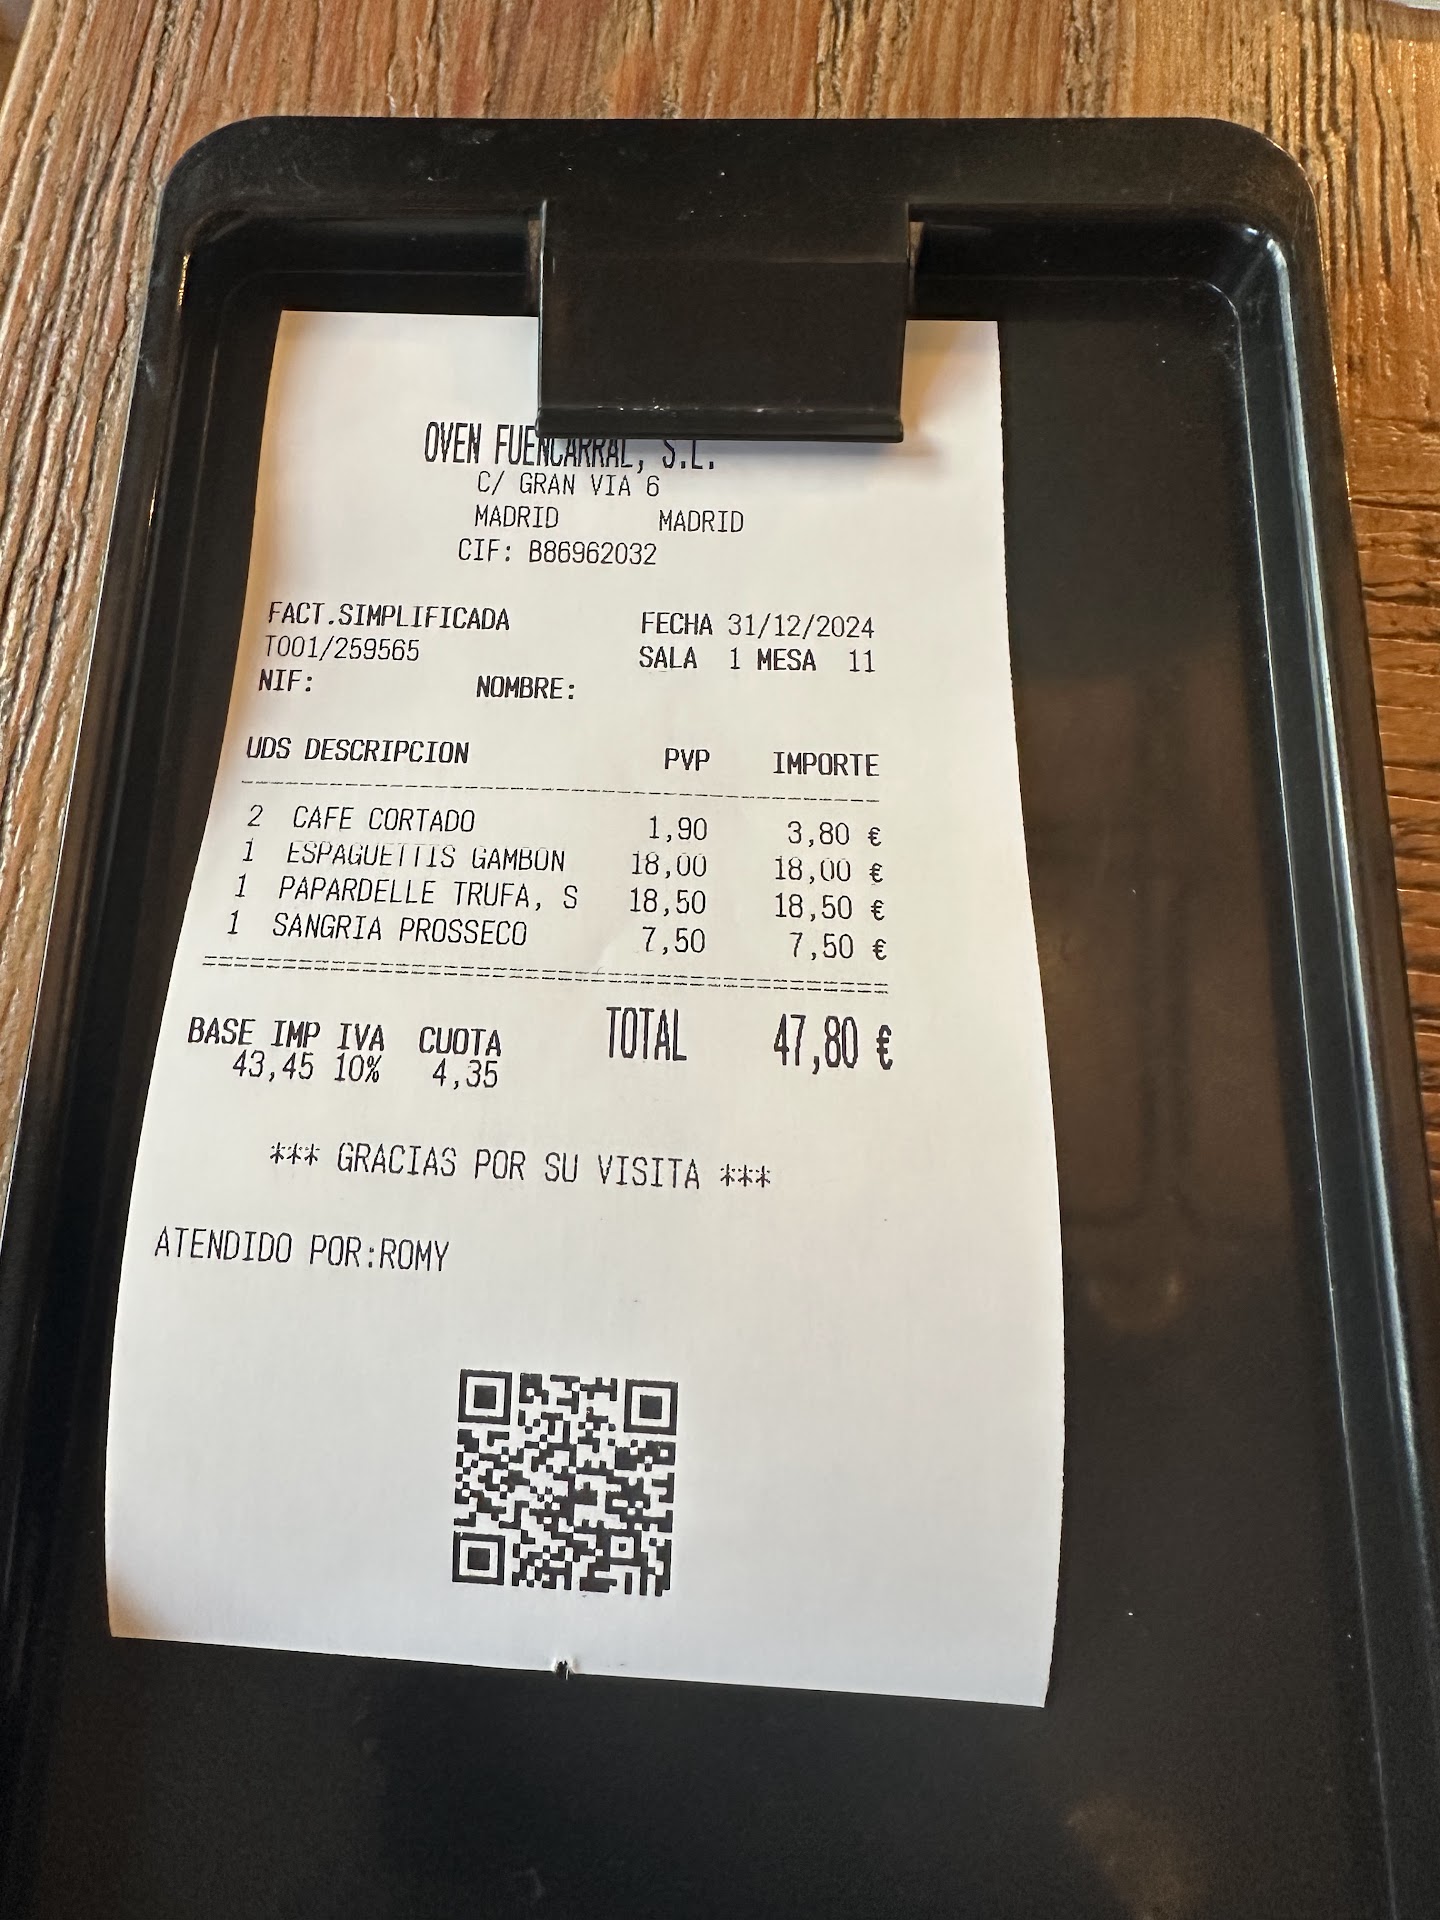 OVEN FUENCARRAL, S.L.
C/ GRAN VIA 6
MADRID MADRID
CIF: B86962032
FACT.SIMPLIFICADA FECHA 31/12/2024
T001/259565 SALA 1 MESA 11
NIF: NOMBRE:
UDS DESCRIPCION PVP IMPORTE
2 CAFE CORTADO 1,90 3,80 €
1 ESPAGUETTIS GAMBON 18,00 18,00 €
1 PAPARDELLE TRUFA, S 18,50 18,50 €
1 SANGRIA PROSSECO 7,50 7,50 €
BASE IMP IVA CUOTA TOTAL 47,80 €
43,45 10% 4,35
*** GRACIAS POR SU VISITA ***
ATENDIDO POR:ROMY